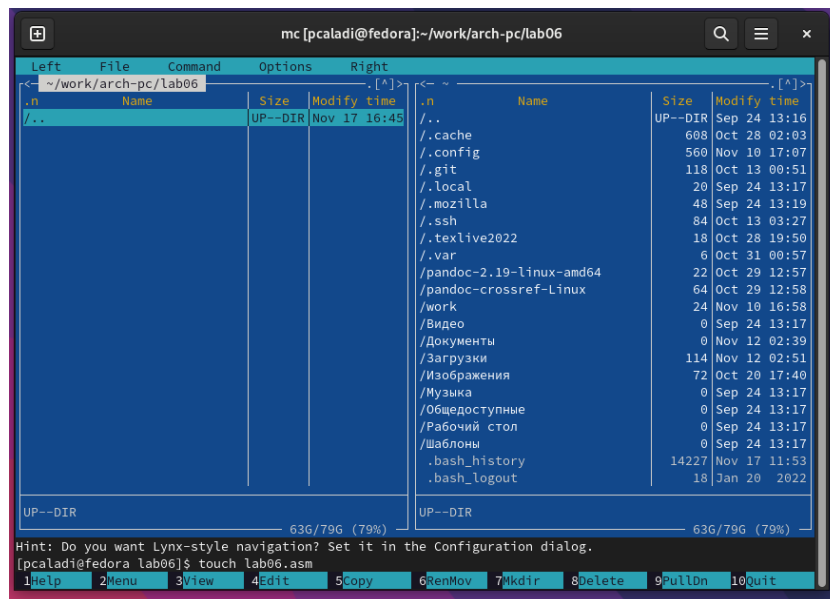 mc [pcaladi@fedora]:~/work/arch-pc/lab06
Left File Command Options Right
<─ ~/work/arch-pc/lab06 ─.[^]>
.n Name Size Modify time
/.. UP--DIR Nov 17 16:45
UP--DIR
63G/79G (79%)
<─ ~ ─.[^]>
.n Name Size Modify time
/.. UP--DIR Sep 24 13:16
/.cache 608 Oct 28 02:03
/.config 560 Nov 10 17:07
/.git 118 Oct 13 00:51
/.local 20 Sep 24 13:17
/.mozilla 48 Sep 24 13:19
/.ssh 84 Oct 13 03:27
/.texlive2022 18 Oct 28 19:50
/.var 6 Oct 31 00:57
/pandoc-2.19-linux-amd64 22 Oct 29 12:57
/pandoc-crossref-Linux 64 Oct 29 12:58
/work 24 Nov 10 16:58
/Видео 0 Sep 24 13:17
/Документы 0 Nov 12 02:39
/Загрузки 114 Nov 12 02:51
/Изображения 72 Oct 20 17:40
/Музыка 0 Sep 24 13:17
/Общедоступные 0 Sep 24 13:17
/Рабочий стол 0 Sep 24 13:17
/Шаблоны 0 Sep 24 13:17
.bash_history 14227 Nov 17 11:53
.bash_logout 18 Jan 20 2022
UP--DIR
63G/79G (79%)
Hint: Do you want Lynx-style navigation? Set it in the Configuration dialog.
[pcaladi@fedora lab06]$ touch lab06.asm
1Help 2Menu 3View 4Edit 5Copy 6RenMov 7Mkdir 8Delete 9PullDn 10Quit